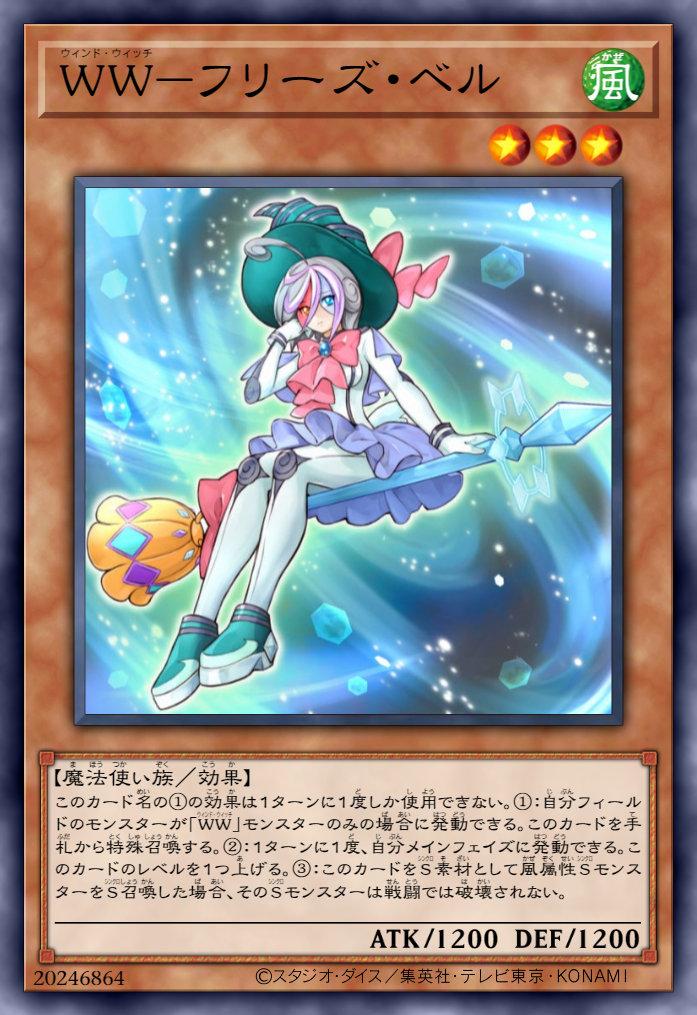 ウィンド・ウィッチ
WW－フリーズ・ベル
かぜ
風
【魔法使い族／効果】
このカード名の①の効果は1ターンに1度しか使用できない。①：自分フィール
ドのモンスターが「WW」モンスターのみの場合に発動できる。このカードを手
札から特殊召喚する。②：1ターンに1度、自分メインフェイズに発動できる。こ
のカードのレベルを1つ上げる。③：このカードをS素材として風属性Sモンス
ターをS召喚した場合、そのSモンスターは戦闘では破壊されない。
ATK/1200 DEF/1200
20246864 ©スタジオ・ダイス／集英社・テレビ東京・KONAMI